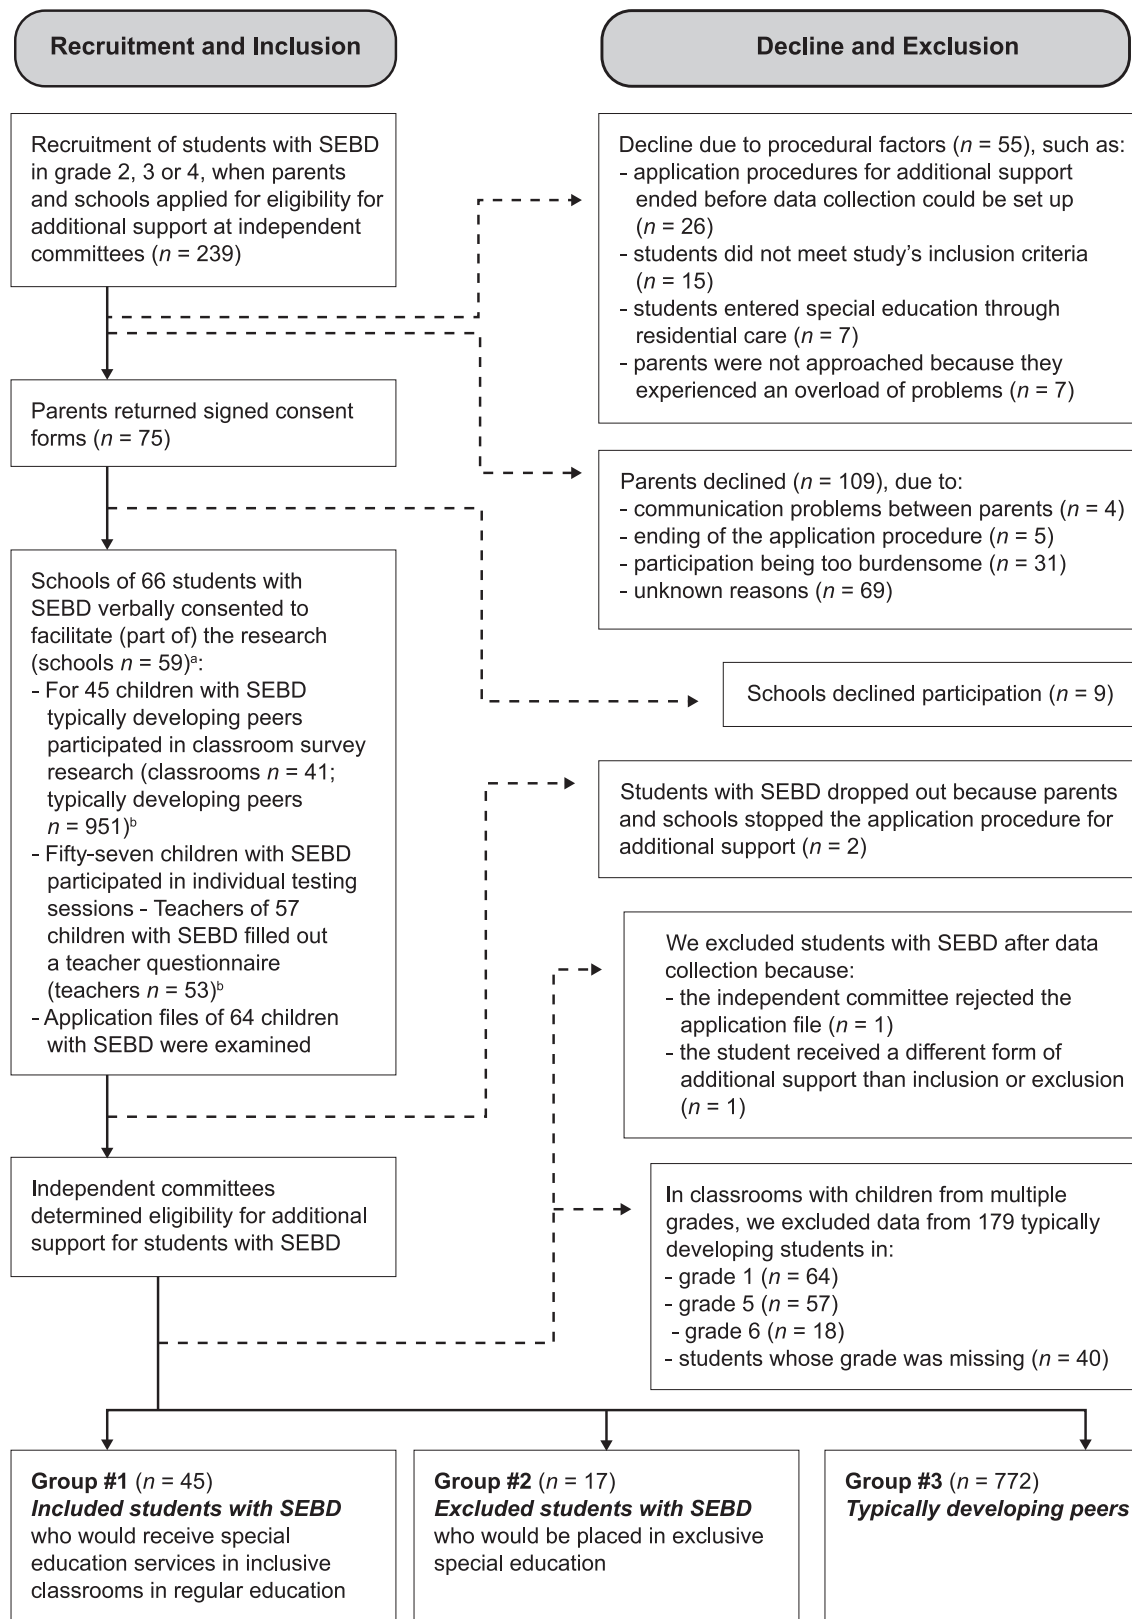 Recruitment and Inclusion
Decline and Exclusion
Recruitment of students with SEBD
in grade 2, 3 or 4, when parents
and schools applied for eligibility for
additional support at independent
committees (n = 239)
Decline due to procedural factors (n = 55), such as:
- application procedures for additional support
ended before data collection could be set up
(n = 26)
- students did not meet study’s inclusion criteria
(n = 15)
- students entered special education through
residential care (n = 7)
- parents were not approached because they
experienced an overload of problems (n = 7)
Parents returned signed consent
forms (n = 75)
Parents declined (n = 109), due to:
- communication problems between parents (n = 4)
- ending of the application procedure (n = 5)
- participation being too burdensome (n = 31)
- unknown reasons (n = 69)
Schools of 66 students with
SEBD verbally consented to
facilitate (part of) the research
(schools n = 59)ᵃ:
- For 45 children with SEBD
typically developing peers
participated in classroom survey
research (classrooms n = 41;
typically developing peers
n = 951)ᵇ
- Fifty-seven children with SEBD
participated in individual testing
sessions - Teachers of 57
children with SEBD filled out
a teacher questionnaire
(teachers n = 53)ᵇ
- Application files of 64 children
with SEBD were examined
Schools declined participation (n = 9)
Students with SEBD dropped out because parents
and schools stopped the application procedure for
additional support (n = 2)
We excluded students with SEBD after data
collection because:
- the independent committee rejected the
application file (n = 1)
- the student received a different form of
additional support than inclusion or exclusion
(n = 1)
Independent committees
determined eligibility for additional
support for students with SEBD
In classrooms with children from multiple
grades, we excluded data from 179 typically
developing students in:
- grade 1 (n = 64)
- grade 5 (n = 57)
- grade 6 (n = 18)
- students whose grade was missing (n = 40)
Group #1 (n = 45)
Included students with SEBD
who would receive special
education services in inclusive
classrooms in regular education
Group #2 (n = 17)
Excluded students with SEBD
who would be placed in exclusive
special education
Group #3 (n = 772)
Typically developing peers